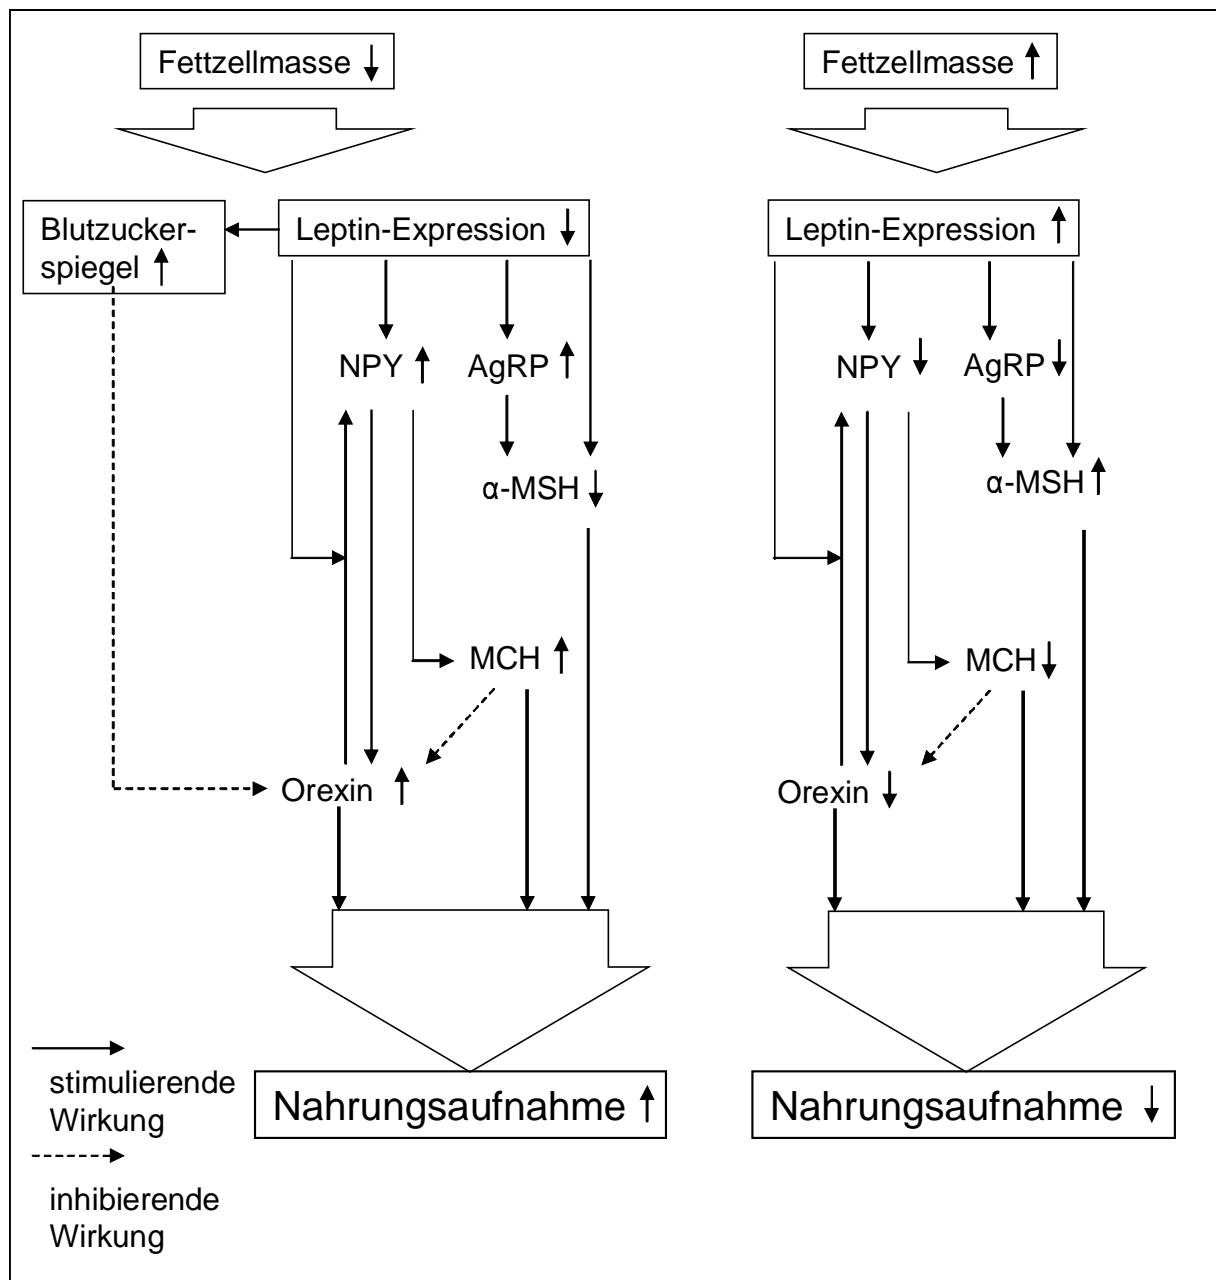 Fettzellmasse ↓
Fettzellmasse ↑
Blutzucker-
spiegel ↑
Leptin-Expression ↓
Leptin-Expression ↑
NPY ↑
AgRP ↑
NPY ↓
AgRP ↓
α-MSH ↓
α-MSH ↑
MCH ↑
MCH ↓
Orexin ↑
Orexin ↓
stimulierende
Wirkung
inhibierende
Wirkung
Nahrungsaufnahme ↑
Nahrungsaufnahme ↓